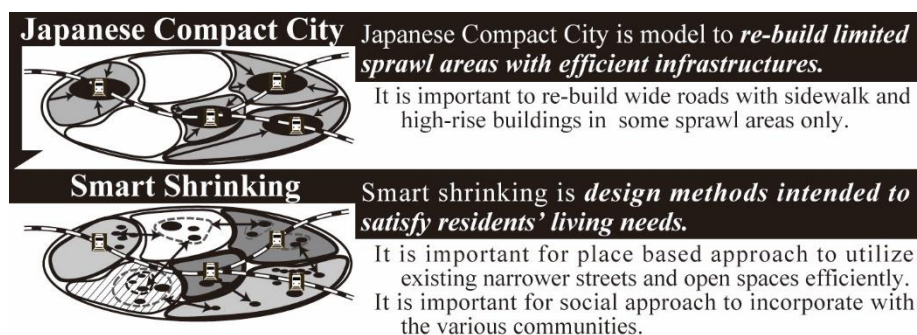 Japanese Compact City
Japanese Compact City is model to re-build limited
sprawl areas with efficient infrastructures.
It is important to re-build wide roads with sidewalk and
high-rise buildings in some sprawl areas only.
Smart Shrinking
Smart shrinking is design methods intended to
satisfy residents' living needs.
It is important for place based approach to utilize
existing narrower streets and open spaces efficiently.
It is important for social approach to incorporate with
the various communities.